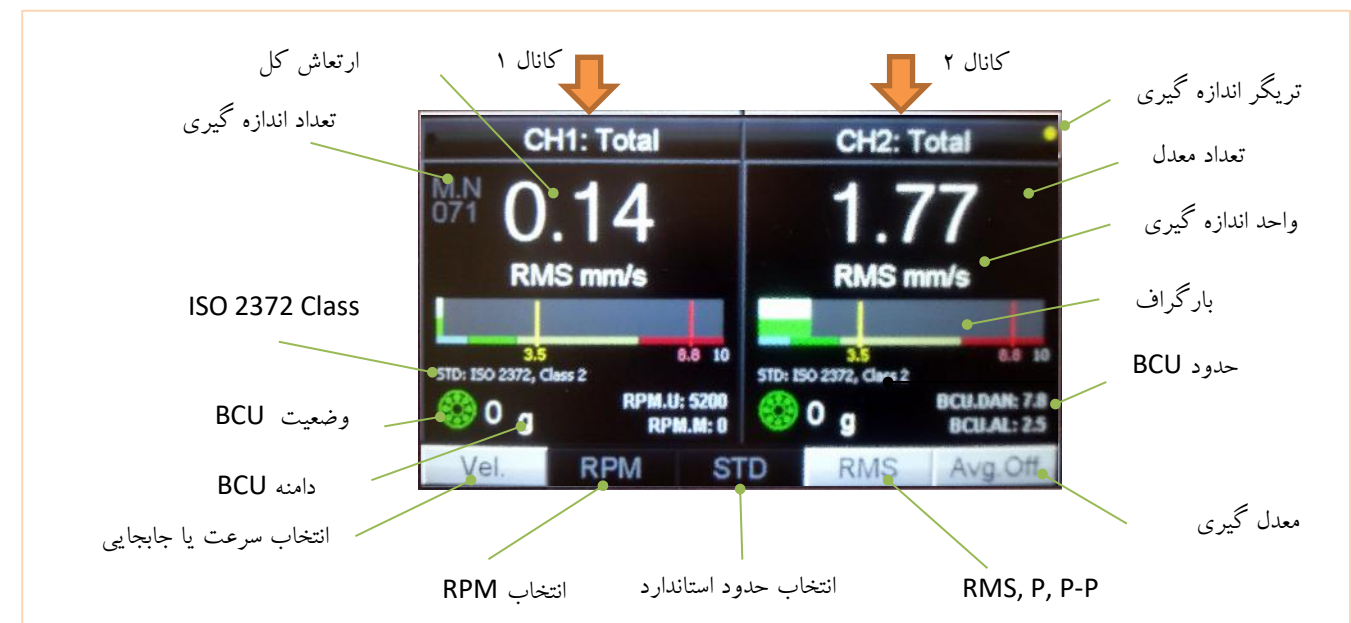 کانال ۱
کانال ۲
ارتعاش کل
تعداد اندازه گیری
تریگر اندازه گیری
تعداد معدل
واحد اندازه گیری
بارگراف
حدود BCU
معدل گیری
ISO 2372 Class
وضعیت BCU
دامنه BCU
انتخاب سرعت یا جابجایی
انتخاب RPM
انتخاب حدود استاندارد
RMS, P, P-P
CH1: Total
CH2: Total
M.N
071
0.14
1.77
RMS mm/s
RMS mm/s
3.5 8.8 10
3.5 8.8 10
STD: ISO 2372, Class 2
STD: ISO 2372, Class 2
0 g
RPM.U: 5200
RPM.M: 0
0 g
BCU.DAN: 7.8
BCU.AL: 2.5
Vel. RPM STD RMS Avg.Off